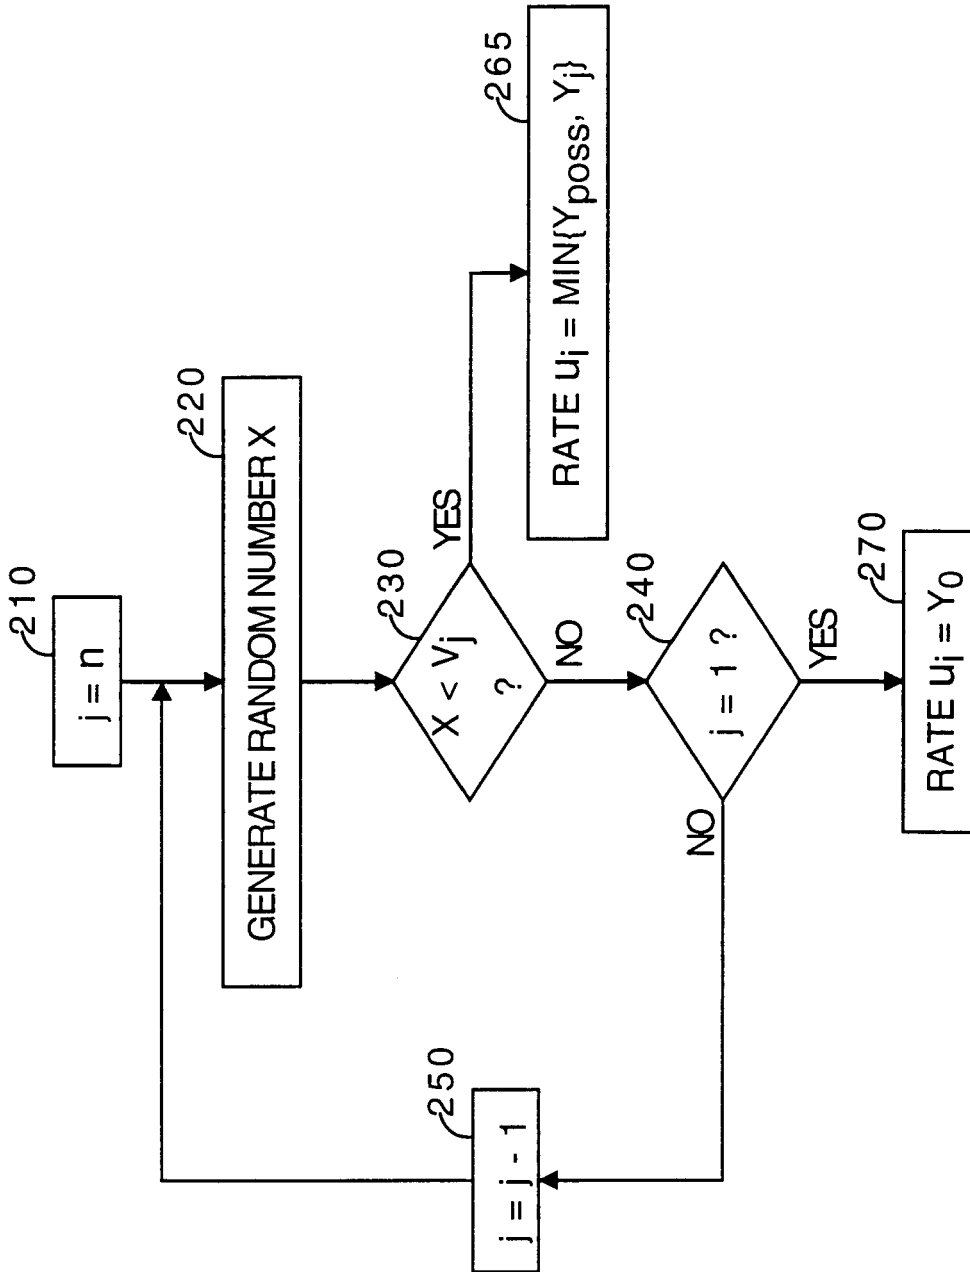 210
j = n
220
GENERATE RANDOM NUMBER X
230
X < Vj
?
YES
NO
265
RATE ui = MIN{Yposs, Yj}
240
j = 1 ?
NO
YES
250
j = j - 1
270
RATE ui = Y0